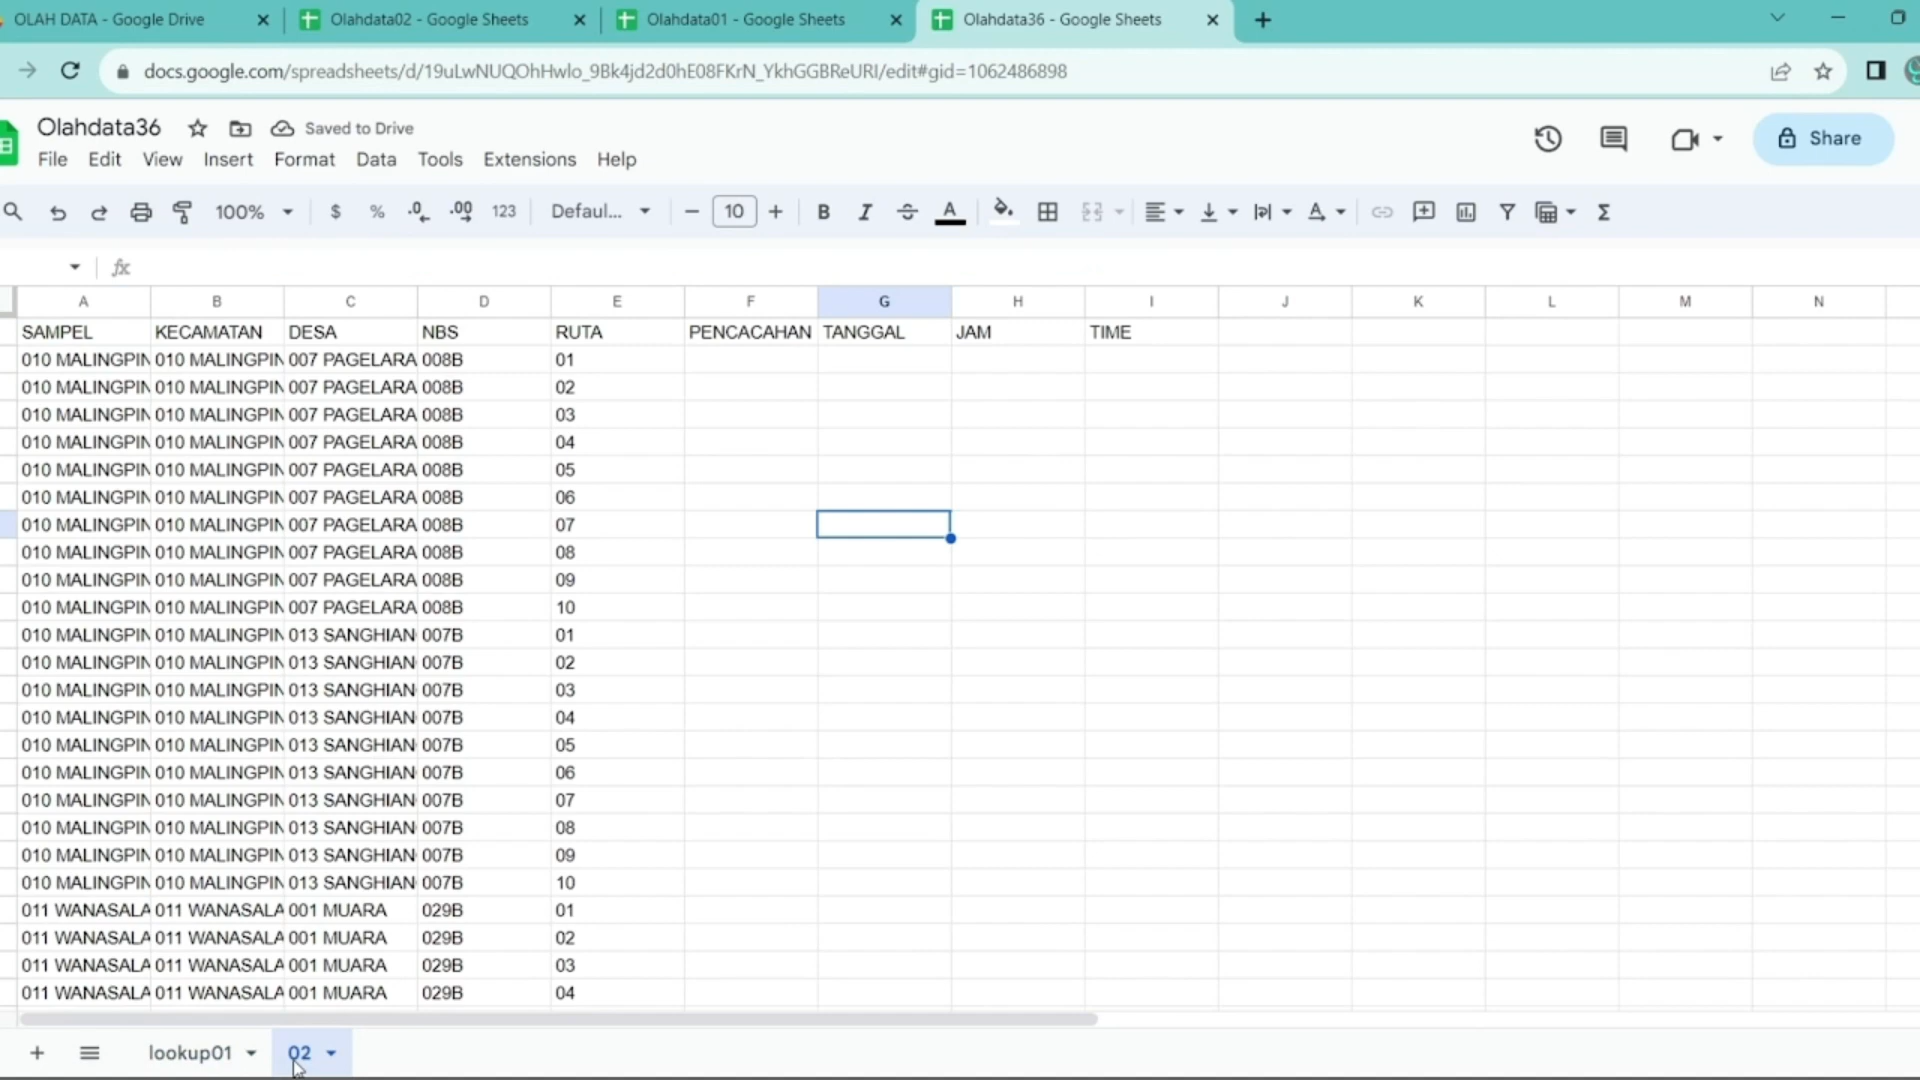 OLAH DATA - Google Drive
Olahdata02 - Google Sheets
Olahdata01 - Google Sheets
Olahdata36 - Google Sheets
docs.google.com/spreadsheets/d/19uLwNUQOhHwlo_9Bk4jd2d0hE08FKrN_YkhGGBReURI/edit#gid=1062486898
Olahdata36
Saved to Drive
File Edit View Insert Format Data Tools Extensions Help
Share
100% $ % .0 .00 123 Defaul... − 10 + B I A
fx
A B C D E F G H I J K L M N
SAMPEL KECAMATAN DESA NBS RUTA PENCACAHAN TANGGAL JAM TIME
010 MALINGPIN 010 MALINGPIN 007 PAGELARA 008B 01
010 MALINGPIN 010 MALINGPIN 007 PAGELARA 008B 02
010 MALINGPIN 010 MALINGPIN 007 PAGELARA 008B 03
010 MALINGPIN 010 MALINGPIN 007 PAGELARA 008B 04
010 MALINGPIN 010 MALINGPIN 007 PAGELARA 008B 05
010 MALINGPIN 010 MALINGPIN 007 PAGELARA 008B 06
010 MALINGPIN 010 MALINGPIN 007 PAGELARA 008B 07
010 MALINGPIN 010 MALINGPIN 007 PAGELARA 008B 08
010 MALINGPIN 010 MALINGPIN 007 PAGELARA 008B 09
010 MALINGPIN 010 MALINGPIN 007 PAGELARA 008B 10
010 MALINGPIN 010 MALINGPIN 013 SANGHIAN 007B 01
010 MALINGPIN 010 MALINGPIN 013 SANGHIAN 007B 02
010 MALINGPIN 010 MALINGPIN 013 SANGHIAN 007B 03
010 MALINGPIN 010 MALINGPIN 013 SANGHIAN 007B 04
010 MALINGPIN 010 MALINGPIN 013 SANGHIAN 007B 05
010 MALINGPIN 010 MALINGPIN 013 SANGHIAN 007B 06
010 MALINGPIN 010 MALINGPIN 013 SANGHIAN 007B 07
010 MALINGPIN 010 MALINGPIN 013 SANGHIAN 007B 08
010 MALINGPIN 010 MALINGPIN 013 SANGHIAN 007B 09
010 MALINGPIN 010 MALINGPIN 013 SANGHIAN 007B 10
011 WANASALA 011 WANASALA 001 MUARA 029B 01
011 WANASALA 011 WANASALA 001 MUARA 029B 02
011 WANASALA 011 WANASALA 001 MUARA 029B 03
011 WANASALA 011 WANASALA 001 MUARA 029B 04
lookup01
02